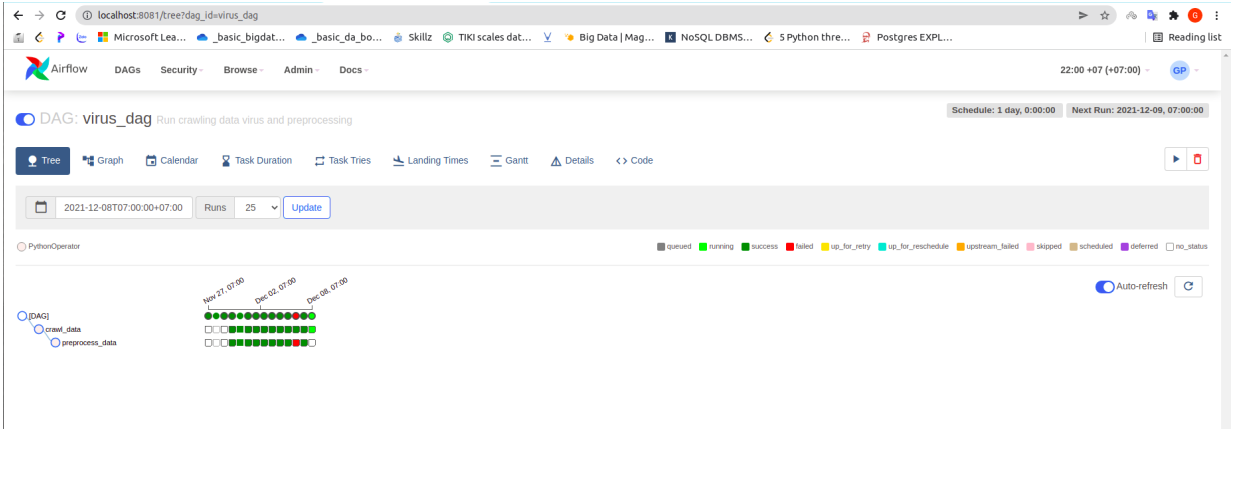 localhost:8081/tree?dag_id=virus_dag
G
Microsoft Lea... _basic_bigdat... _basic_da_bo... Skillz TIKI scales dat... Big Data | Mag... K NoSQL DBMS... 5 Python thre... Postgres EXPL... Reading list
Airflow DAGs Security Browse Admin Docs 22:00 +07 (+07:00) GP
Schedule: 1 day, 0:00:00 Next Run: 2021-12-09, 07:00:00
DAG: virus_dag Run crawling data virus and preprocessing
Tree Graph Calendar Task Duration Task Tries Landing Times Gantt Details <> Code
2021-12-08T07:00:00+07:00 Runs 25 Update
PythonOperator queued running success failed up_for_retry up_for_reschedule upstream_failed skipped scheduled deferred no_status
Nov 27, 07:00 Dec 02, 07:00 Dec 08, 07:00
Auto-refresh
[DAG]
crawl_data
preprocess_data